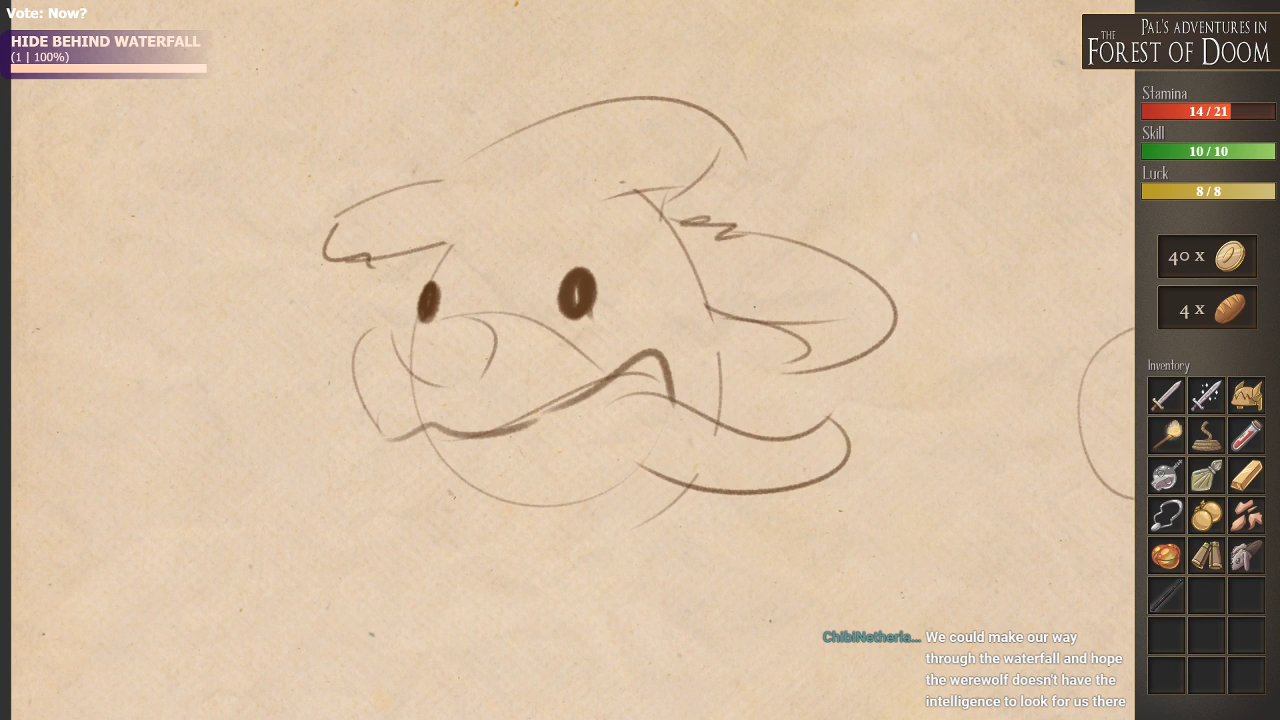 Vote: Now?
HIDE BEHIND WATERFALL
(1 | 100%)
PAL'S ADVENTURES IN
THE FOREST OF DOOM
Stamina
14 / 21
Skill
10 / 10
Luck
8 / 8
40 x
4 x
Inventory
ChibiNetheria... We could make our way
through the waterfall and hope
the werewolf doesn't have the
intelligence to look for us there